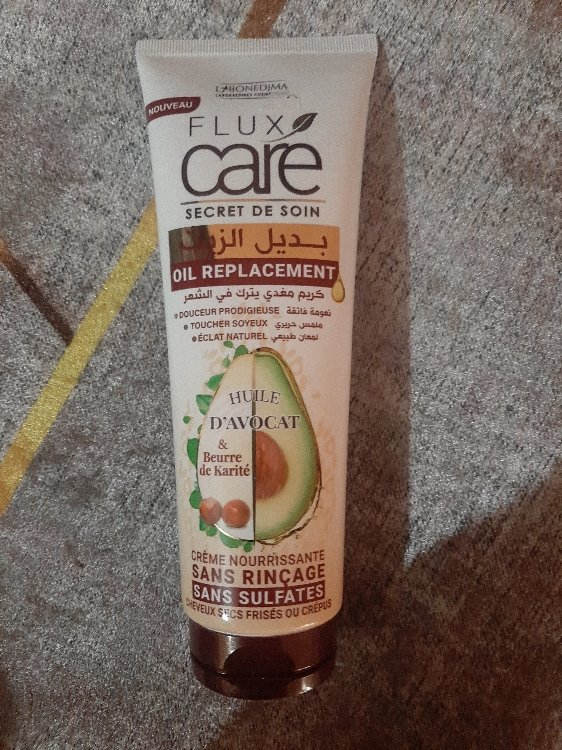 LABONEDJMA
NOUVEAU
FLUX
care
SECRET DE SOIN
بديل الزيت
OIL REPLACEMENT
كريم مغذي يترك في الشعر
• DOUCEUR PRODIGIEUSE نعومة فائقة
• TOUCHER SOYEUX ملمس حريري
• ÉCLAT NATUREL لمعان طبيعي
HUILE
D'AVOCAT
&
Beurre
de Karité
CRÈME NOURRISSANTE
SANS RINÇAGE
SANS SULFATES
CHEVEUX SECS FRISÉS OU CRÉPUS